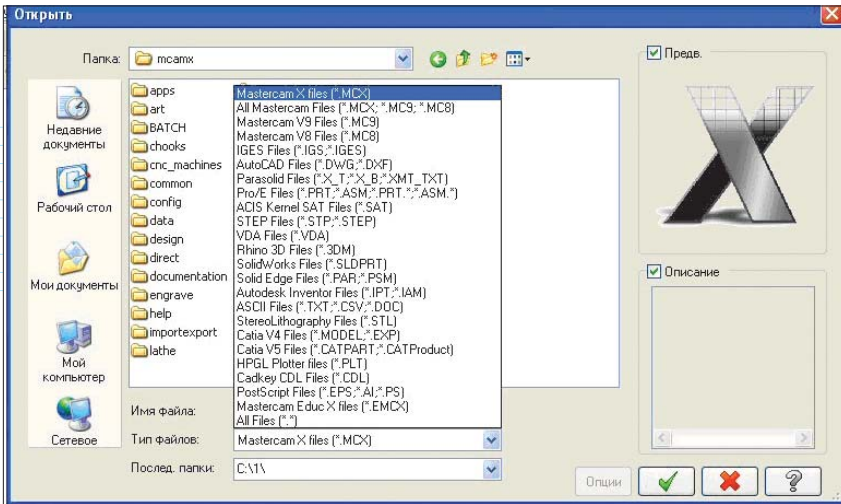 Открыть
Папка: mcamx
Предв.
Недавние документы
Рабочий стол
Мои документы
Мой компьютер
Сетевое
apps
art
BATCH
chooks
cnc_machines
common
config
data
design
direct
documentation
engrave
help
importexport
lathe
Mastercam X files (*.MCX)
All Mastercam Files (*.MCX; *.MC9; *.MC8)
Mastercam V9 Files (*.MC9)
Mastercam V8 Files (*.MC8)
IGES Files (*.IGS;*.IGES)
AutoCAD Files (*.DWG;*.DXF)
Parasolid Files (*.X_T;*.X_B;*.XMT_TXT)
Pro/E Files (*.PRT;*.ASM;*.PRT.*;*.ASM.*)
ACIS Kernel SAT Files (*.SAT)
STEP Files (*.STP;*.STEP)
VDA Files (*.VDA)
Rhino 3D Files (*.3DM)
SolidWorks Files (*.SLDPRT)
Solid Edge Files (*.PAR;*.PSM)
Autodesk Inventor Files (*.IPT;*.IAM)
ASCII Files (*.TXT;*.CSV;*.DOC)
StereoLithography Files (*.STL)
Catia V4 Files (*.MODEL;*.EXP)
Catia V5 Files (*.CATPART;*.CATProduct)
HPGL Plotter files (*.PLT)
Cadkey CDL Files (*.CDL)
PostScript Files (*.EPS;*.AI;*.PS)
Mastercam Educ X files (*.EMCX)
All Files (*.*)
Описание
Имя файла:
Тип файлов: Mastercam X files (*.MCX)
Послед. папки: C:\1\
Опции